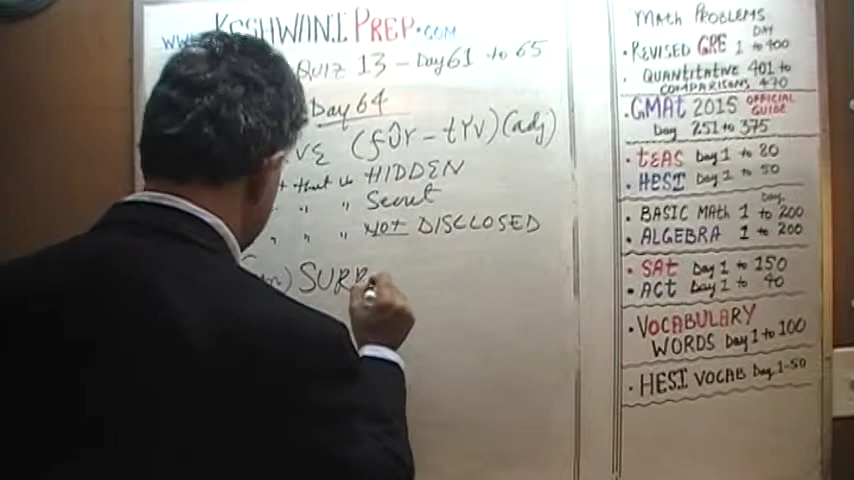 WWW. KESHWANI PREP.COM
QUIZ 13 - Day 61 to 65
Day 64
VE (fÛR - tYV) (adj)
that is HIDDEN
" " Secret
" " " NOT DISCLOSED
) SURR
MATH PROBLEMS
DAY
• REVISED GRE 1 to 400
• QUANTITATIVE 401 to
COMPARISONS 470
• GMAt 2015 OFFICIAL GUIDE
Day 251 to 375
• tEAS Day 1 to 80
• HESI Day 1 to 50
Day
• BASIC MAtH 1 to 200
• ALGEBRA 1 to 200
• SAt Day 1 to 150
• ACT Day 1 to 40
• VOCABULARY
WORDS Day 1 to 100
• HESI VOCAB Day 1-50